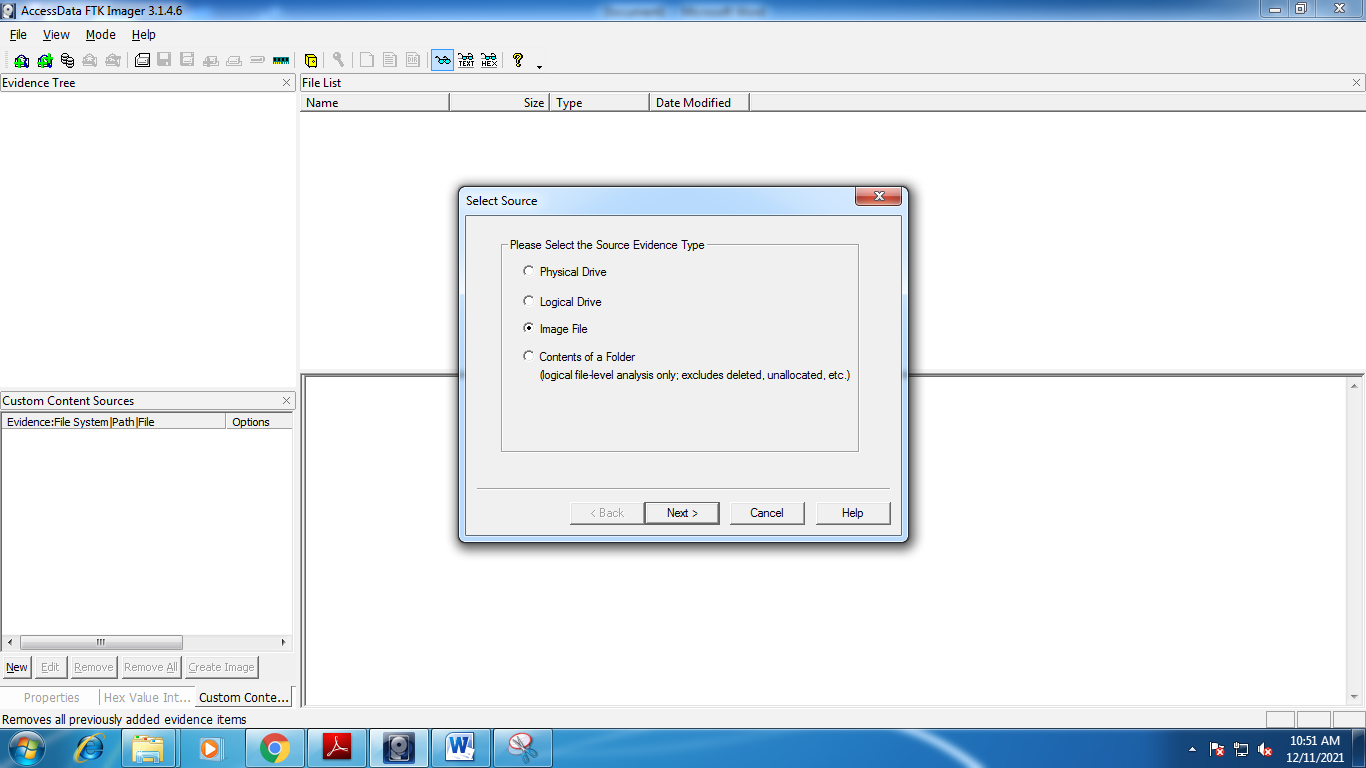 AccessData FTK Imager 3.1.4.6
File View Mode Help
TEXT HEX
Evidence Tree
File List
Name Size Type Date Modified
Select Source
Please Select the Source Evidence Type
Physical Drive
Logical Drive
Image File
Contents of a Folder
(logical file-level analysis only; excludes deleted, unallocated, etc.)
< Back Next > Cancel Help
Custom Content Sources
Evidence:File System|Path|File Options
New Edit Remove Remove All Create Image
Properties Hex Value Int... Custom Conte...
Removes all previously added evidence items
10:51 AM
12/11/2021